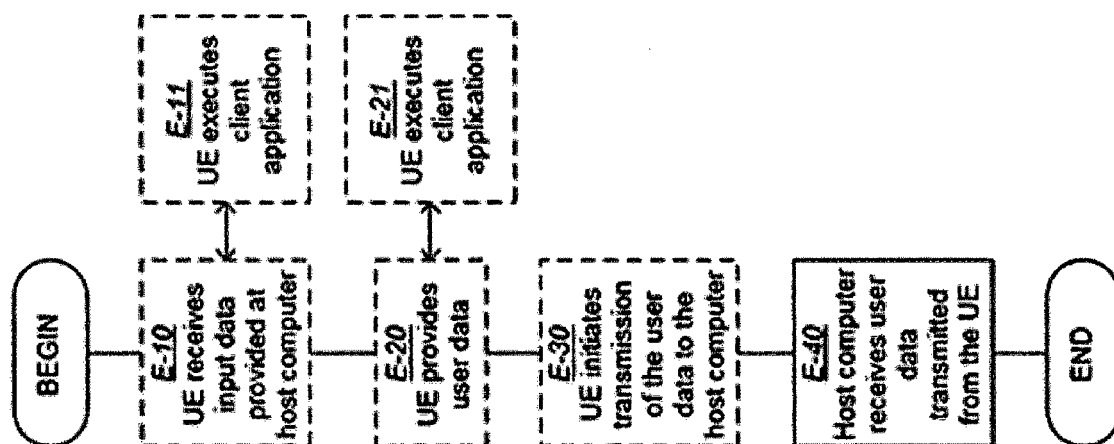 BEGIN
E-10
UE receives
input data
provided at
host computer
E-11
UE executes
client
application
E-20
UE provides
user data
E-21
UE executes
client
application
E-30
UE initiates
transmission
of the user
data to the
host computer
E-40
Host computer
receives user
data
transmitted
from the UE
END